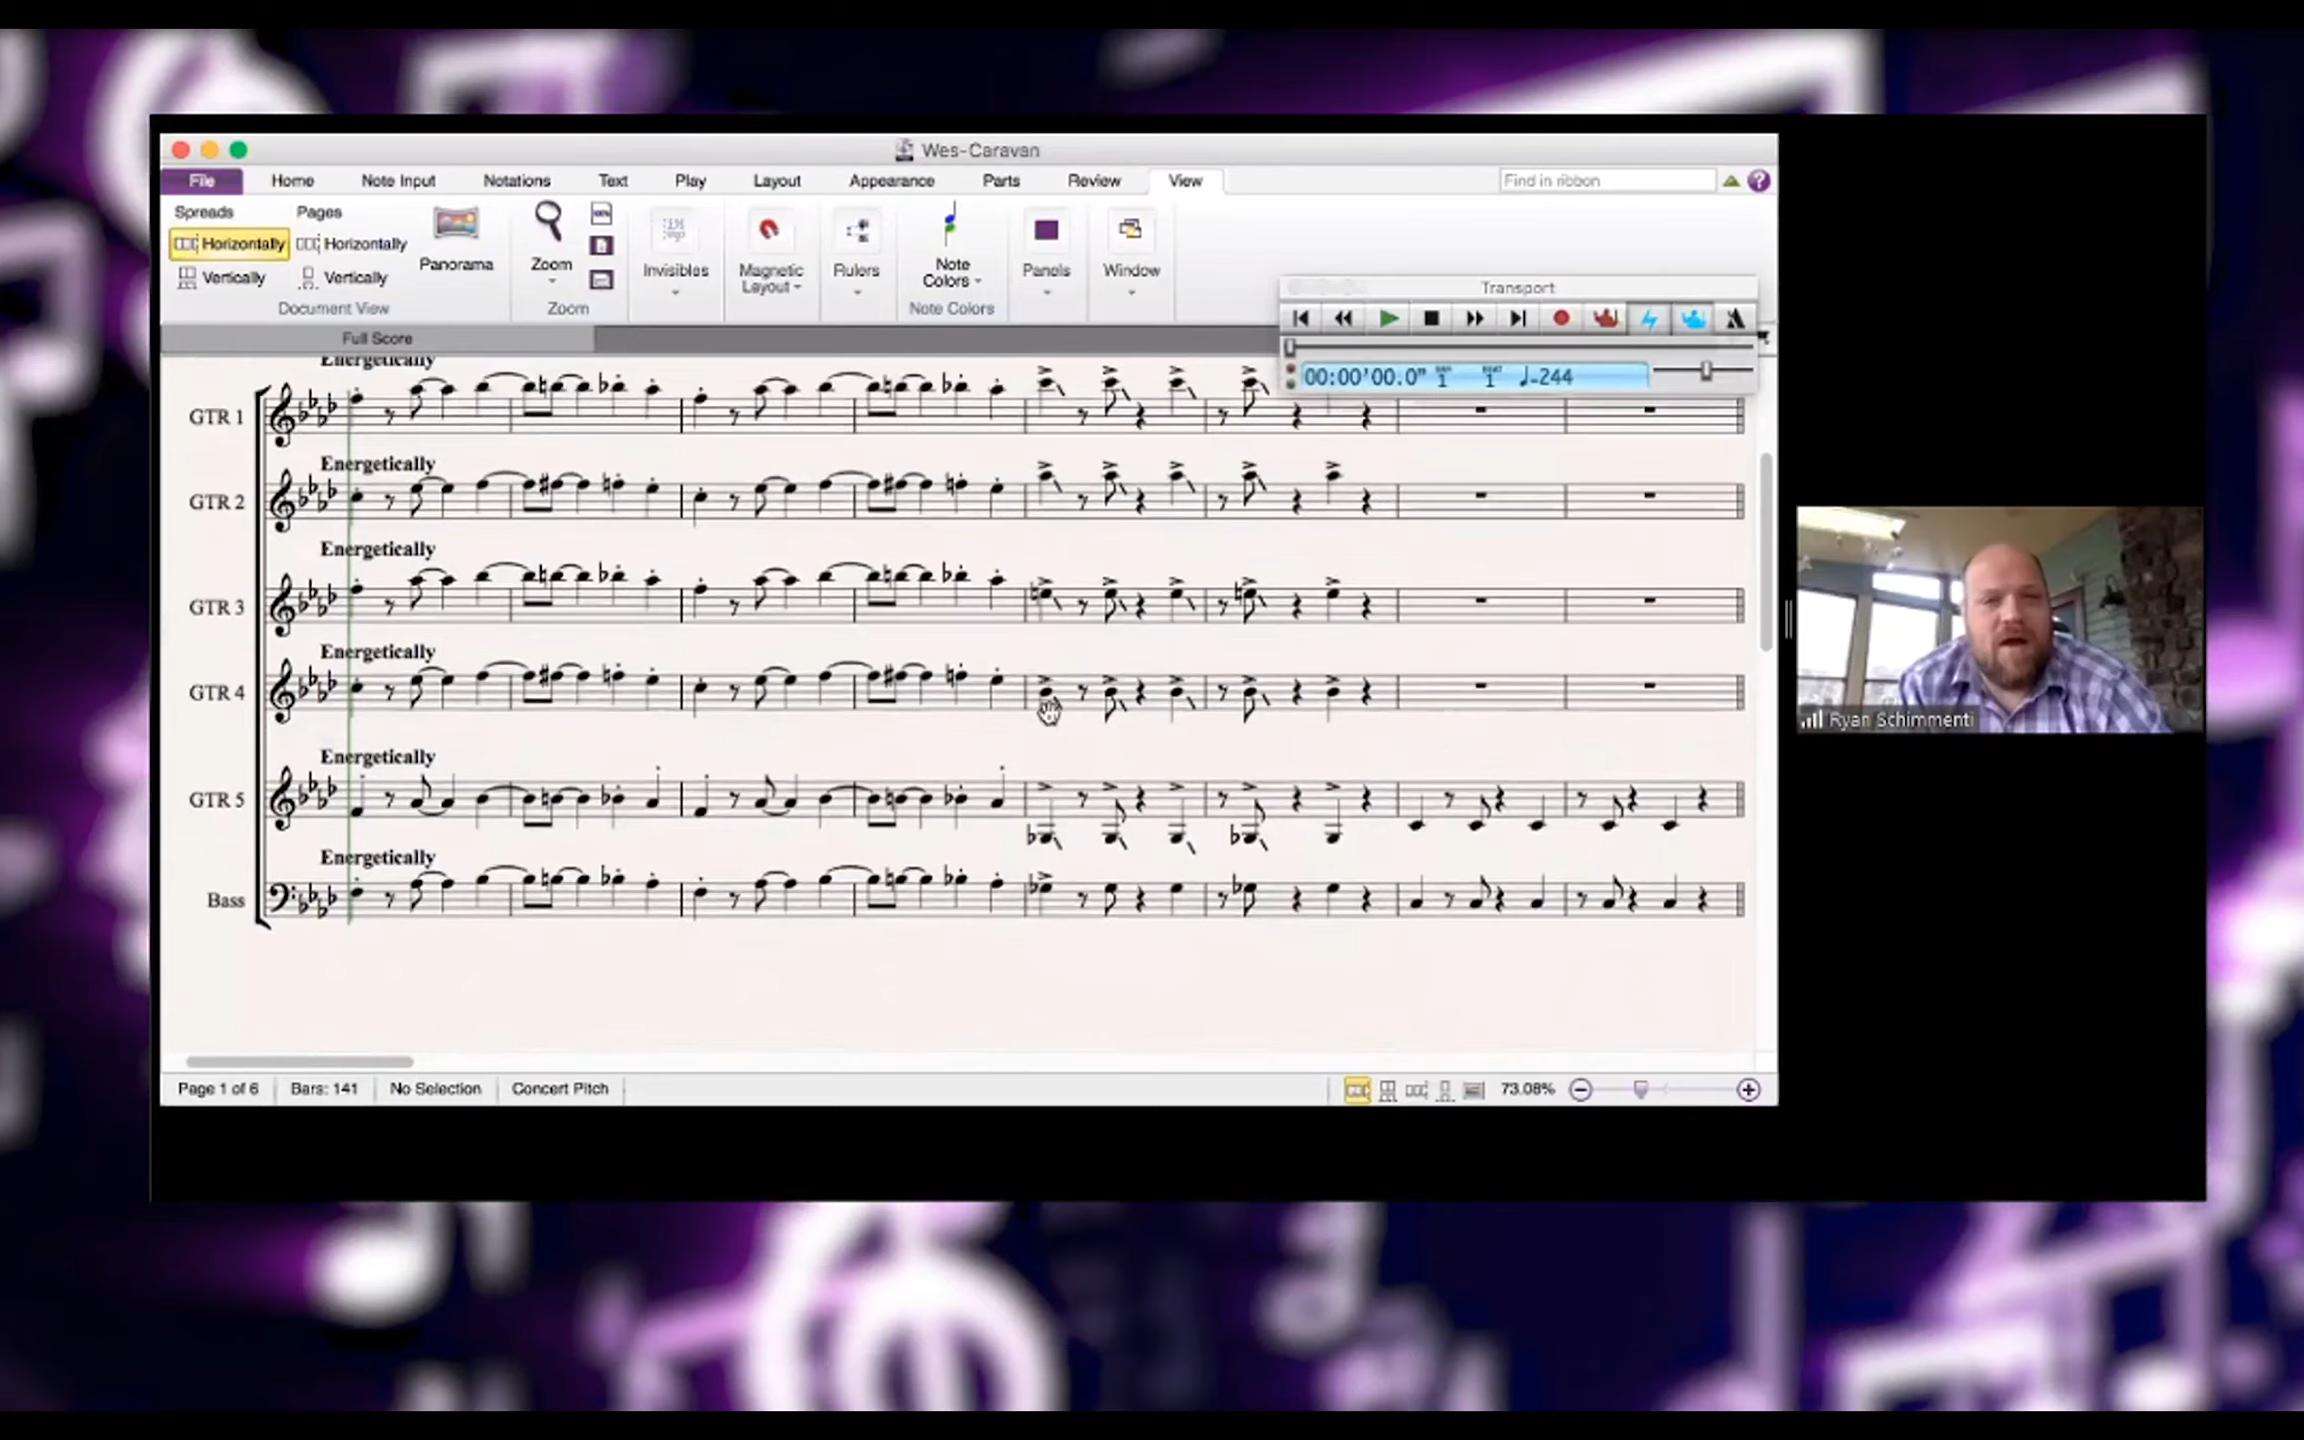 Wes-Caravan
File Home Note Input Notations Text Play Layout Appearance Parts Review View Find in ribbon ?
Spreads Pages
Horizontally Horizontally Panorama Zoom Invisibles Magnetic Layout Rulers Note Colors Panels Window
Vertically Vertically
Document View Zoom Note Colors
Transport
Full Score
00:00'00.0" 1 1 ♩=244
Energetically
GTR 1
Energetically
GTR 2
Energetically
GTR 3
Energetically
GTR 4
Energetically
GTR 5
Energetically
Bass
Ryan Schimmenti
Page 1 of 6 Bars: 141 No Selection Concert Pitch 73.08%